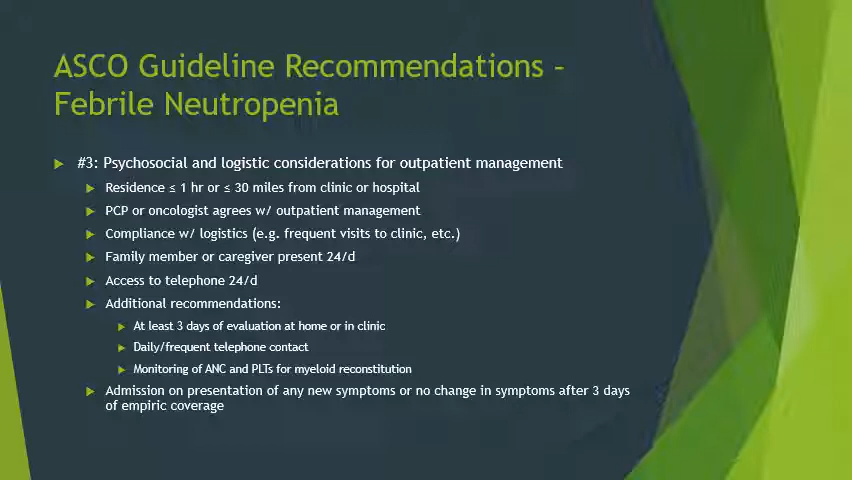 ASCO Guideline Recommendations –
Febrile Neutropenia
#3: Psychosocial and logistic considerations for outpatient management
Residence ≤ 1 hr or ≤ 30 miles from clinic or hospital
PCP or oncologist agrees w/ outpatient management
Compliance w/ logistics (e.g. frequent visits to clinic, etc.)
Family member or caregiver present 24/d
Access to telephone 24/d
Additional recommendations:
At least 3 days of evaluation at home or in clinic
Daily/frequent telephone contact
Monitoring of ANC and PLTs for myeloid reconstitution
Admission on presentation of any new symptoms or no change in symptoms after 3 days
of empiric coverage